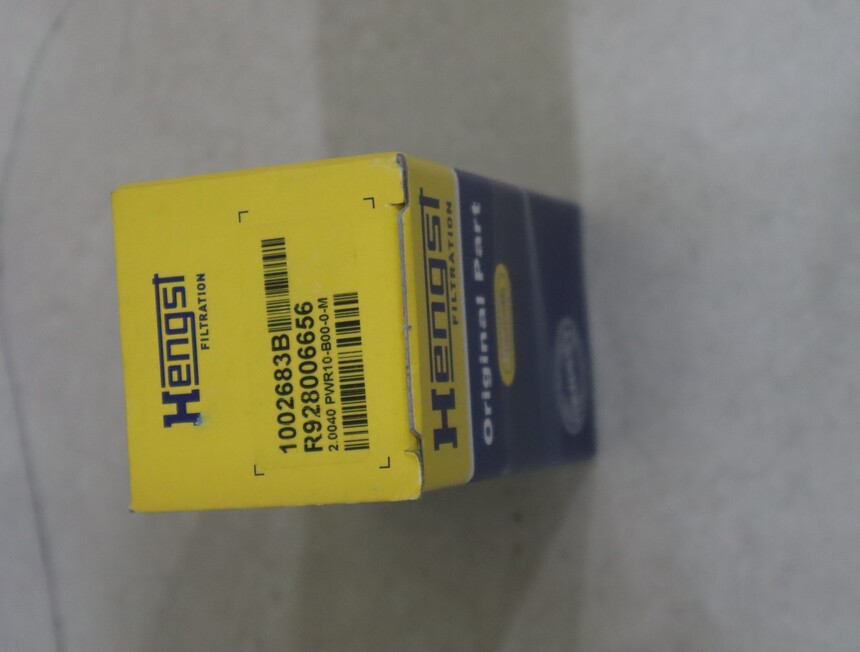 Hengst
FILTRATION
1002683B
R928006656
2.0040 PWR10-B00-0-M
Hengst
FILTRATION
Original Part